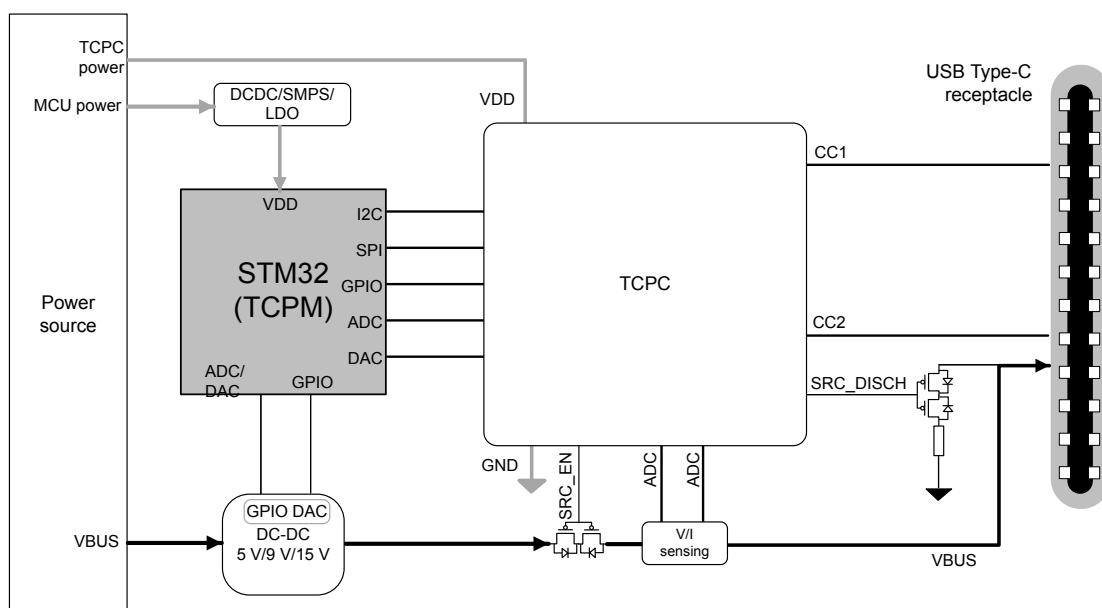 TCPC
power
MCU power
DCDC/SMPS/
LDO
VDD
USB Type-C
receptacle
CC1
VDD
I2C
SPI
GPIO
ADC
DAC
STM32
(TCPM)
TCPC
Power
source
CC2
ADC/
DAC
GPIO
SRC_DISCH
GND
SRC_EN
ADC
ADC
GPIO DAC
DC-DC
5 V/9 V/15 V
VBUS
V/I
sensing
VBUS